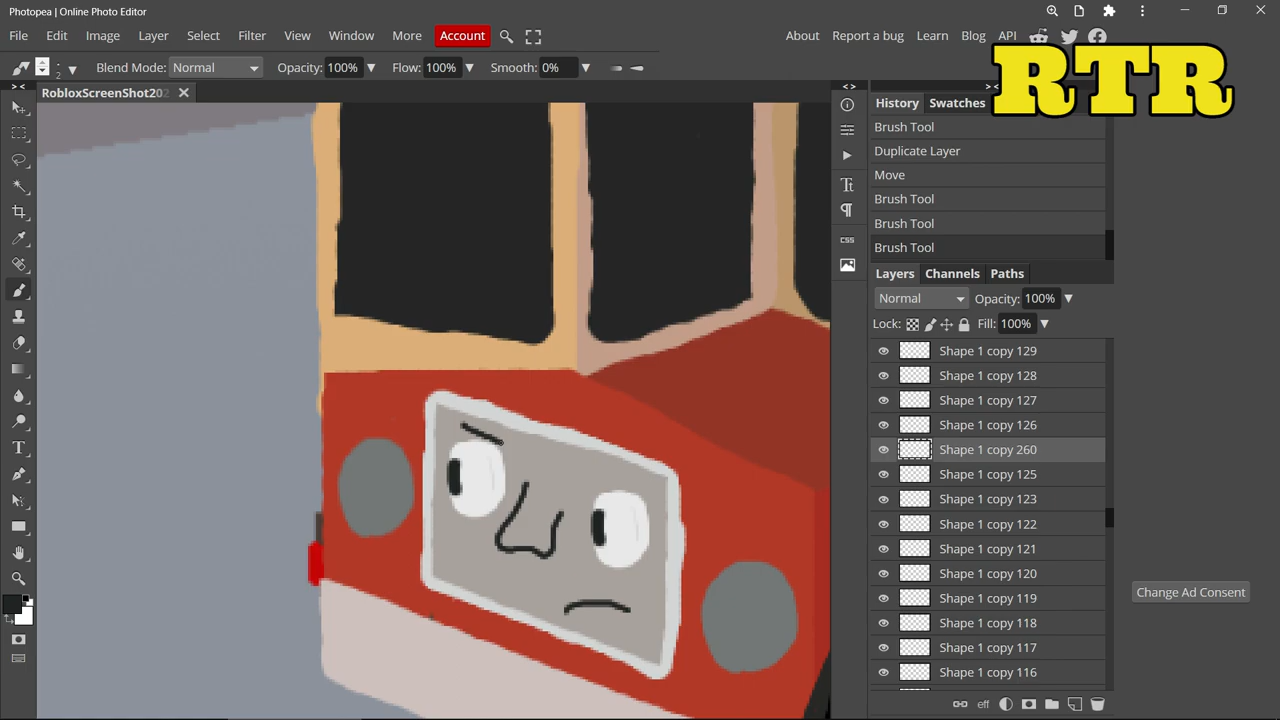 Photopea | Online Photo Editor
File Edit Image Layer Select Filter View Window More Account About Report a bug Learn Blog API
2 Blend Mode: Normal Opacity: 100% Flow: 100% Smooth: 0%
RTR
RobloxScreenShot202
History Swatches
Brush Tool
Duplicate Layer
Move
Brush Tool
Brush Tool
Brush Tool
Layers Channels Paths
Normal Opacity: 100%
Lock: Fill: 100%
Shape 1 copy 129
Shape 1 copy 128
Shape 1 copy 127
Shape 1 copy 126
Shape 1 copy 260
Shape 1 copy 125
Shape 1 copy 123
Shape 1 copy 122
Shape 1 copy 121
Shape 1 copy 120
Shape 1 copy 119
Shape 1 copy 118
Shape 1 copy 117
Shape 1 copy 116
CSS
eff
Change Ad Consent